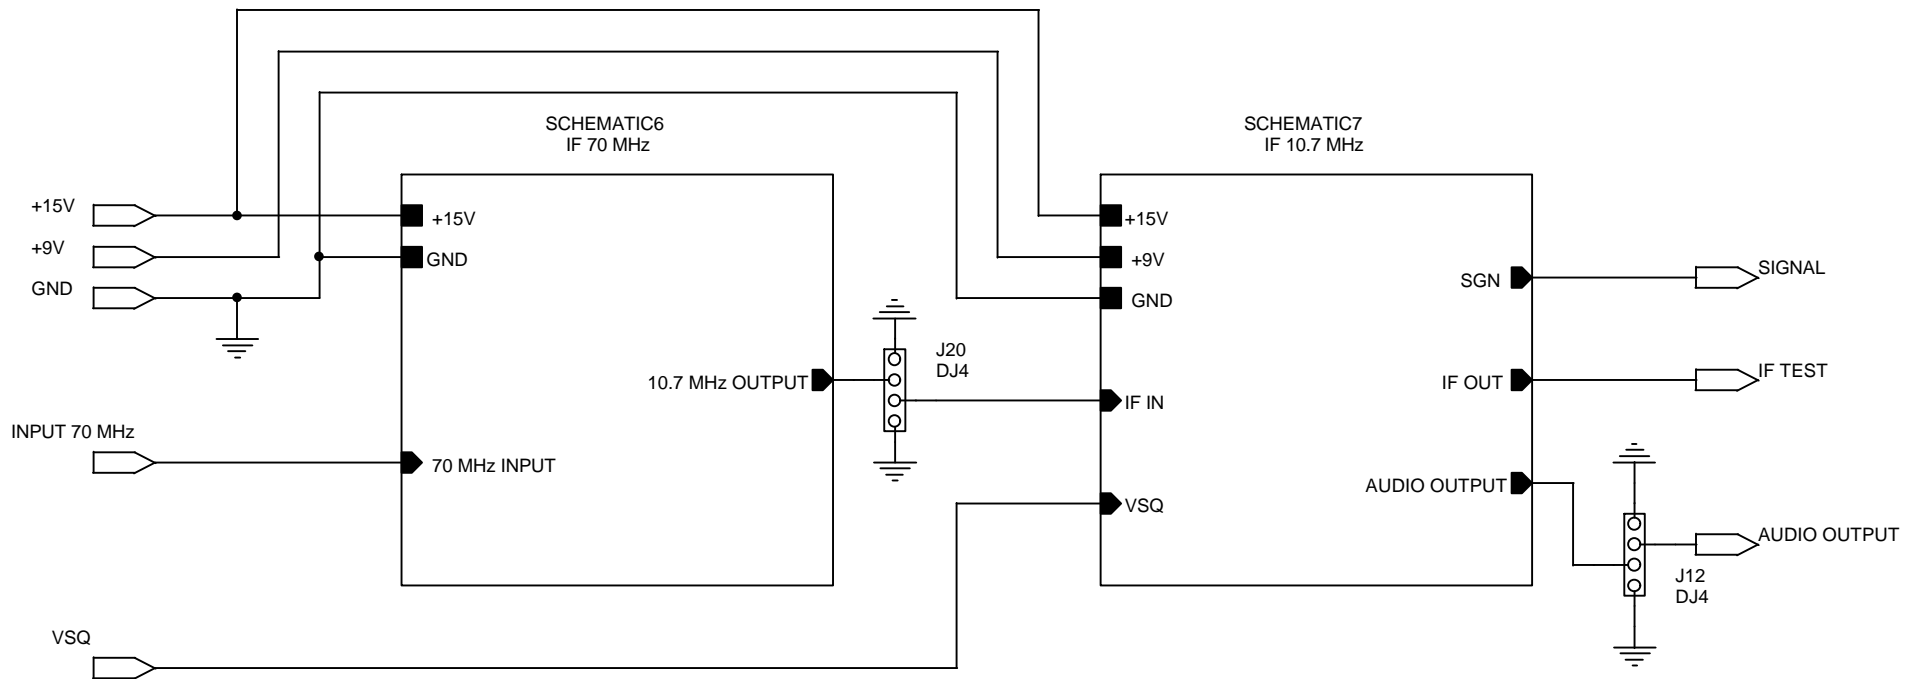 SCHEMATIC6
IF 70 MHz
SCHEMATIC7
IF 10.7 MHz
+15V
+9V
GND
INPUT 70 MHz
VSQ
+15V
GND
10.7 MHz OUTPUT
70 MHz INPUT
J20
DJ4
+15V
+9V
GND
IF IN
VSQ
SGN
IF OUT
AUDIO OUTPUT
SIGNAL
IF TEST
AUDIO OUTPUT
J12
DJ4